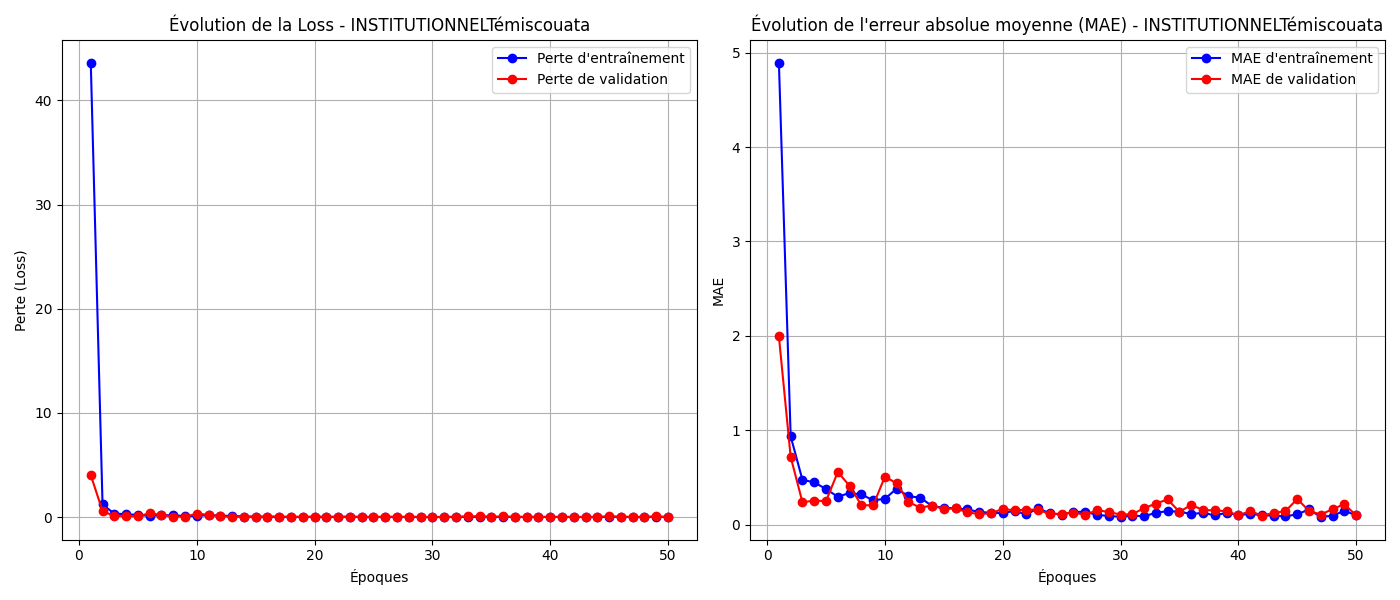 Évolution de la Loss - INSTITUTIONNELTémiscouata
Perte d'entraînement
Perte de validation
40
30
20
10
0
Perte (Loss)
0 10 20 30 40 50
Époques
Évolution de l'erreur absolue moyenne (MAE) - INSTITUTIONNELTémiscouata
MAE d'entraînement
MAE de validation
5
4
3
2
1
0
MAE
0 10 20 30 40 50
Époques